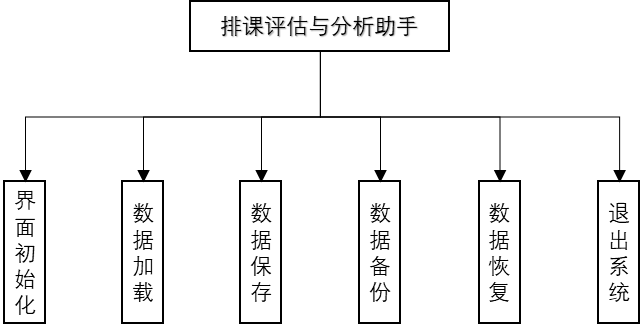 排课评估与分析助手
界面初始化
数据加载
数据保存
数据备份
数据恢复
退出系统